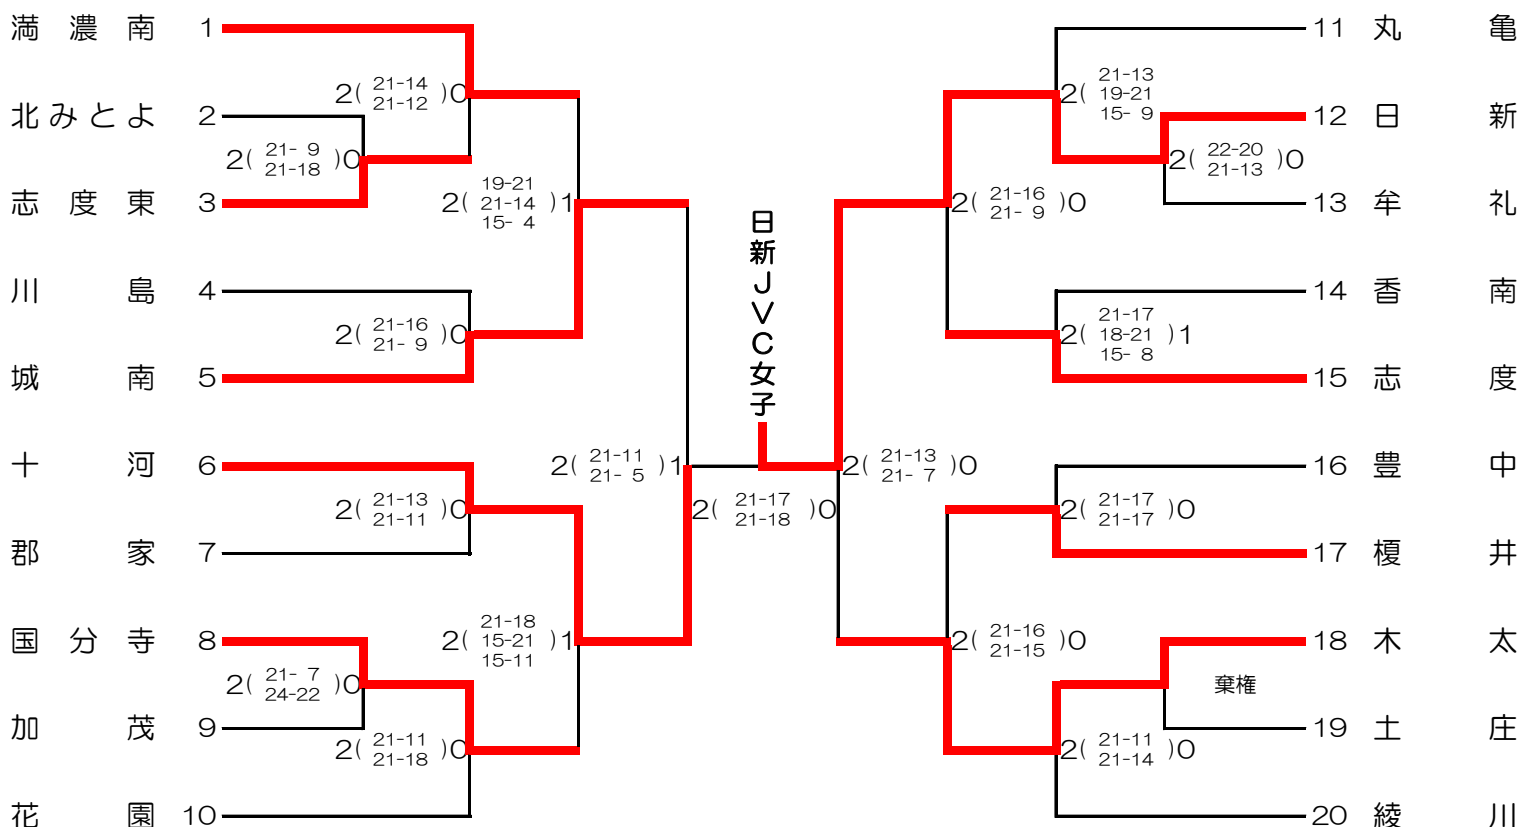 満濃南 1
2( 21-14 )0
21-12
北みとよ 2
2( 21- 9 )0
21-18
志度東 3
19-21
2( 21-14 )1
15- 4
川島 4
2( 21-16 )0
21- 9
城南 5
2( 21-11 )1
21- 5
十河 6
2( 21-13 )0
21-11
郡家 7
21-18
2( 15-21 )1
15-11
国分寺 8
2( 21- 7 )0
24-22
加茂 9
2( 21-11 )0
21-18
花園 10
日新JVC女子
2( 21-17 )0
21-18
11 丸亀
21-13
2( 19-21
15- 9
12 日新
2( 22-20 )0
21-13
13 牟礼
2( 21-16 )0
21- 9
14 香南
21-17
2( 18-21 )1
15- 8
15 志度
2( 21-13 )0
21- 7
16 豊中
2( 21-17 )0
21-17
17 榎井
2( 21-16 )0
21-15
18 木太
棄権
19 土庄
2( 21-11 )0
21-14
20 綾川